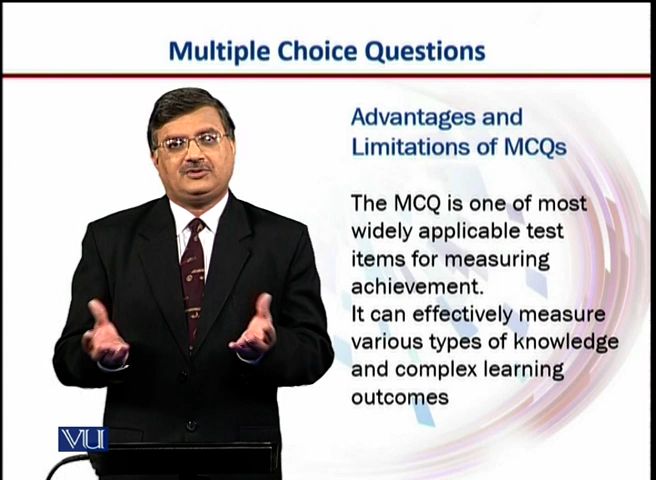 Multiple Choice Questions
Advantages and
Limitations of MCQs
The MCQ is one of most
widely applicable test
items for measuring
achievement.
It can effectively measure
various types of knowledge
and complex learning
outcomes
VU